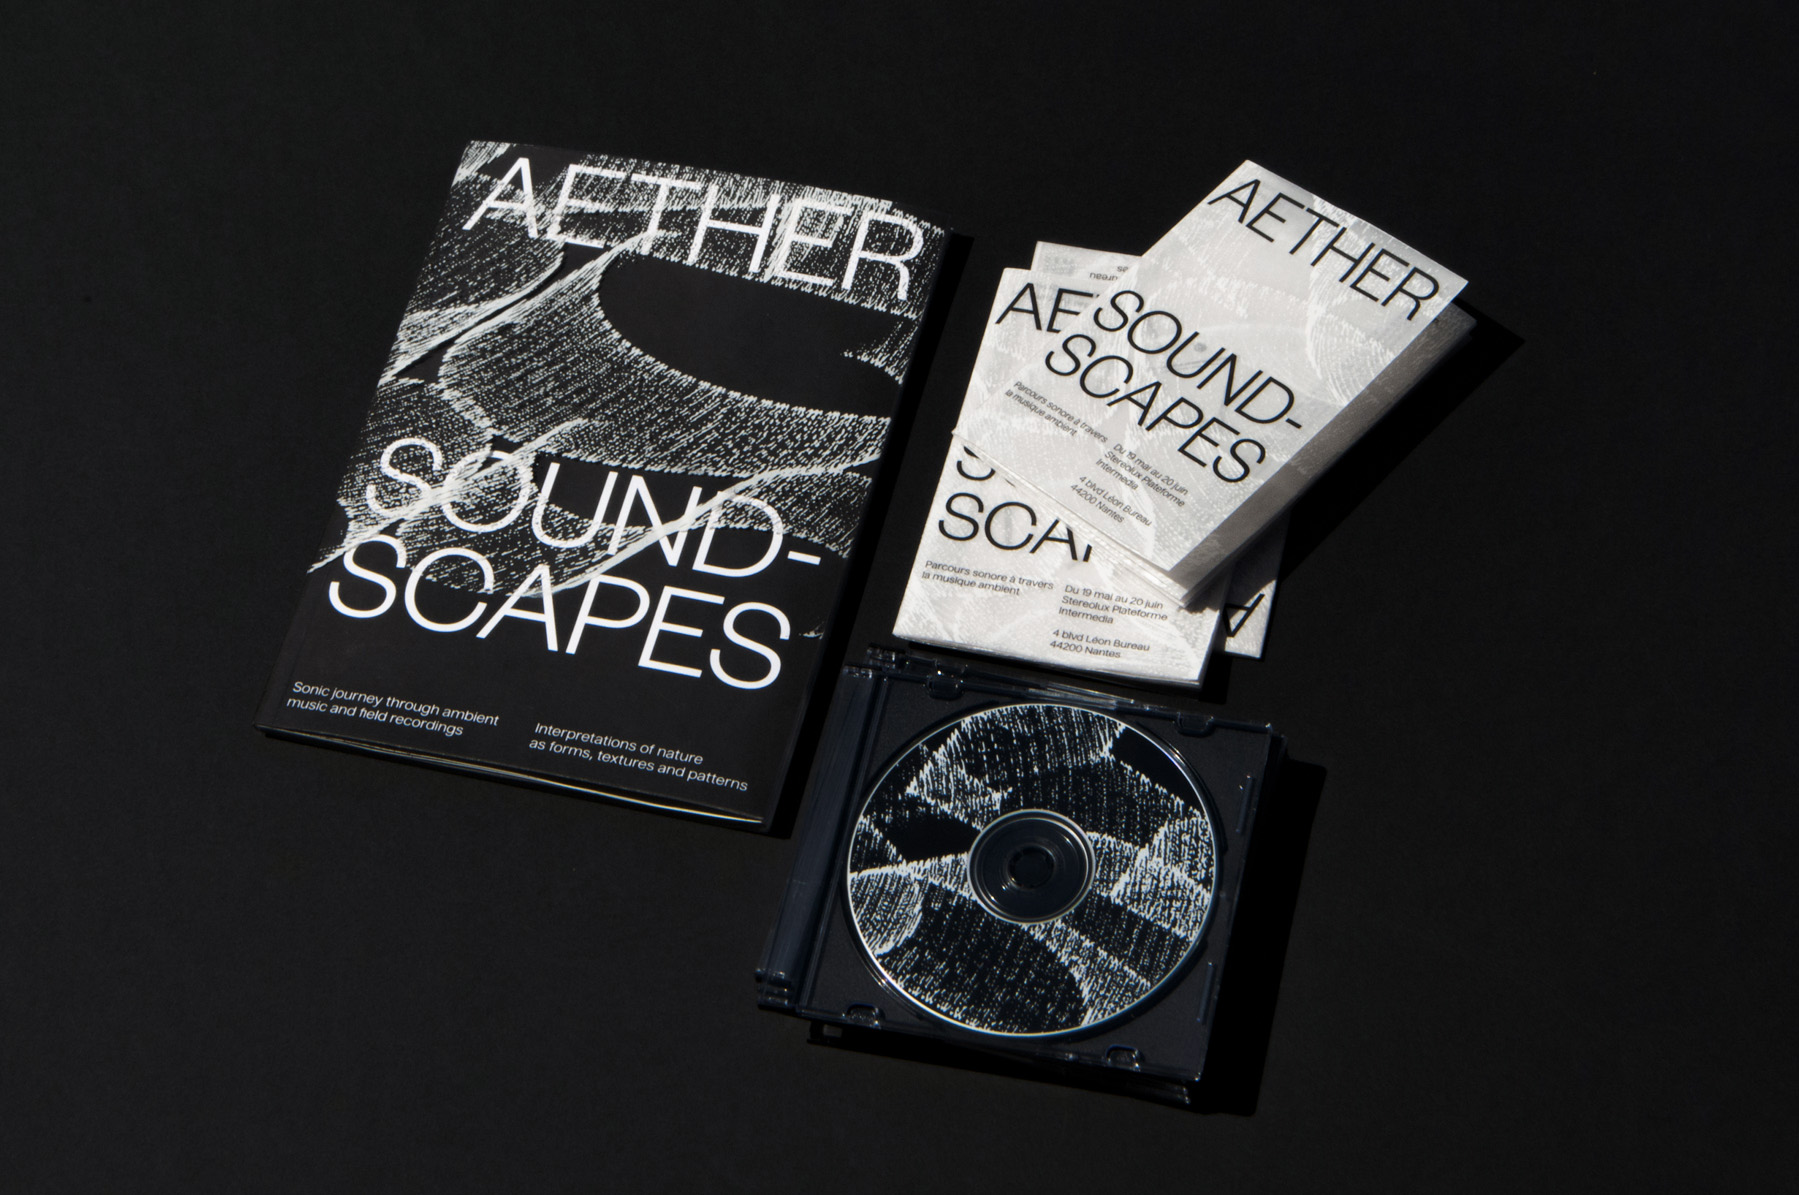 AETHER
SOUND-
SCAPES
Sonic journey through ambient
music and field recordings
Interpretations of nature
as forms, textures and patterns
AETHER
SOUND-
SCAPES
Parcours sonore à travers
la musique ambient
Du 19 mai au 20 juin
Stereolux Plateforme
Intermedia
4 blvd Léon Bureau
44200 Nantes
AE
S
SCA
Parcours sonore à travers
la musique ambient
Du 19 mai au 20 juin
Stereolux Plateforme
Intermedia
4 blvd Léon Bureau
44200 Nantes
A